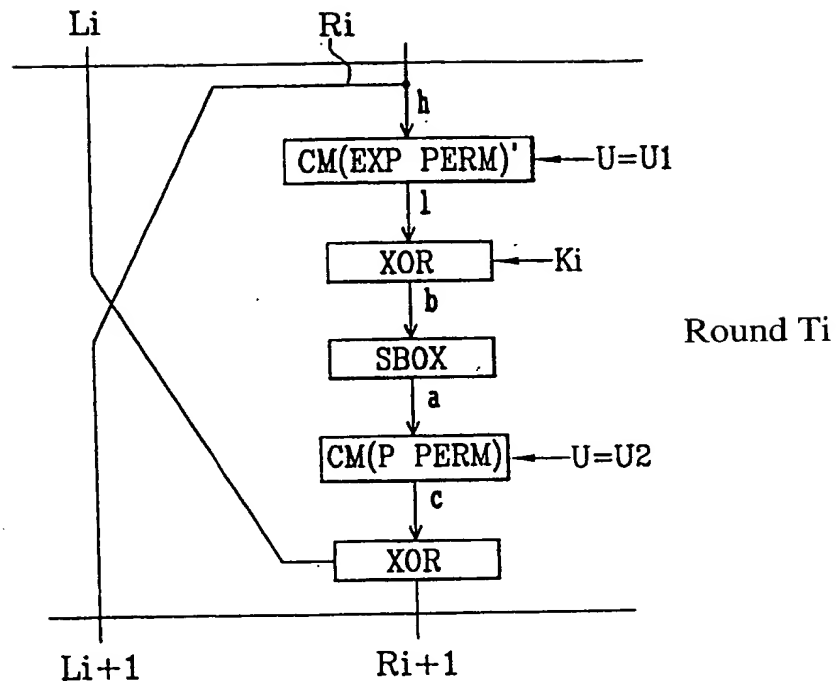 Li Ri
h
CM(EXP PERM)' U=U1
l
XOR Ki
b
Round Ti
SBOX
a
CM(P PERM) U=U2
c
XOR
Li+1 Ri+1